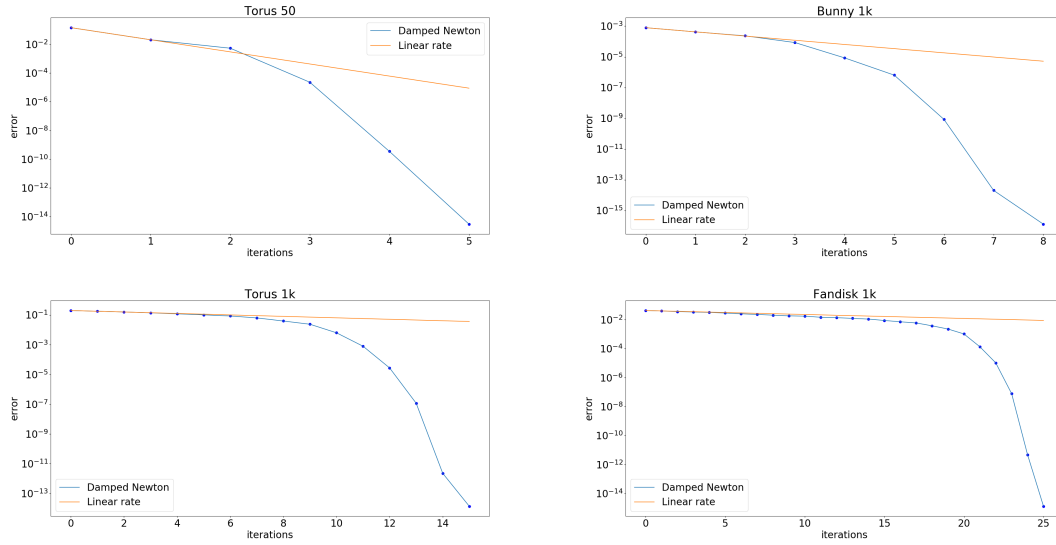 Torus 50
error
10^-2
10^-4
10^-6
10^-8
10^-10
10^-12
10^-14
Damped Newton
Linear rate
0 1 2 3 4 5
iterations
Bunny 1k
error
10^-3
10^-5
10^-7
10^-9
10^-11
10^-13
10^-15
Damped Newton
Linear rate
0 1 2 3 4 5 6 7 8
iterations
Torus 1k
error
10^-1
10^-3
10^-5
10^-7
10^-9
10^-11
10^-13
Damped Newton
Linear rate
0 2 4 6 8 10 12 14
iterations
Fandisk 1k
error
10^-2
10^-4
10^-6
10^-8
10^-10
10^-12
10^-14
Damped Newton
Linear rate
0 5 10 15 20 25
iterations